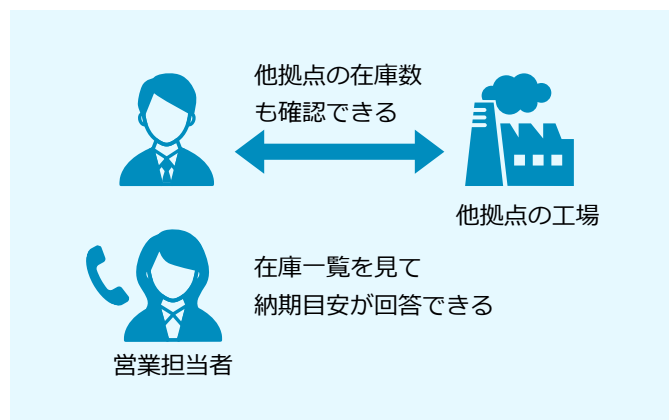 他拠点の在庫数
も確認できる
他拠点の工場
在庫一覧を見て
納期目安が回答できる
営業担当者